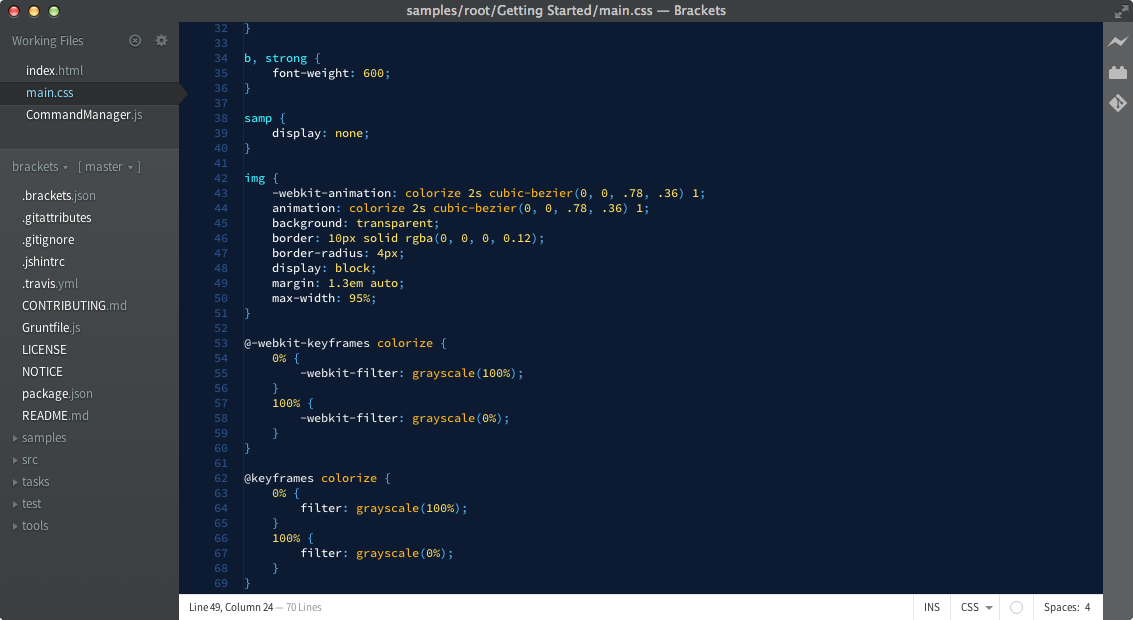 samples/root/Getting Started/main.css — Brackets
Working Files
index.html
main.css
CommandManager.js
brackets [ master ]
.brackets.json
.gitattributes
.gitignore
.jshintrc
.travis.yml
CONTRIBUTING.md
Gruntfile.js
LICENSE
NOTICE
package.json
README.md
samples
src
tasks
test
tools
32 }
33
34 b, strong {
35     font-weight: 600;
36 }
37
38 samp {
39     display: none;
40 }
41
42 img {
43     -webkit-animation: colorize 2s cubic-bezier(0, 0, .78, .36) 1;
44     animation: colorize 2s cubic-bezier(0, 0, .78, .36) 1;
45     background: transparent;
46     border: 10px solid rgba(0, 0, 0, 0.12);
47     border-radius: 4px;
48     display: block;
49     margin: 1.3em auto;
50     max-width: 95%;
51 }
52
53 @-webkit-keyframes colorize {
54     0% {
55         -webkit-filter: grayscale(100%);
56     }
57     100% {
58         -webkit-filter: grayscale(0%);
59     }
60 }
61
62 @keyframes colorize {
63     0% {
64         filter: grayscale(100%);
65     }
66     100% {
67         filter: grayscale(0%);
68     }
69 }
Line 49, Column 24 — 70 Lines
INS CSS Spaces: 4